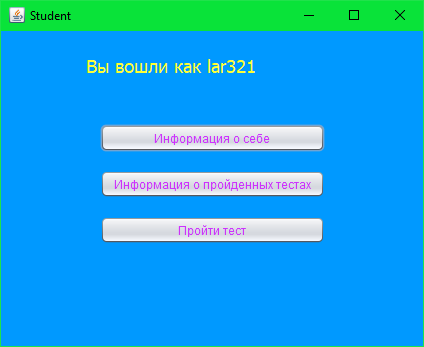 Student
Вы вошли как lar321
Информация о себе
Информация о пройденных тестах
Пройти тест